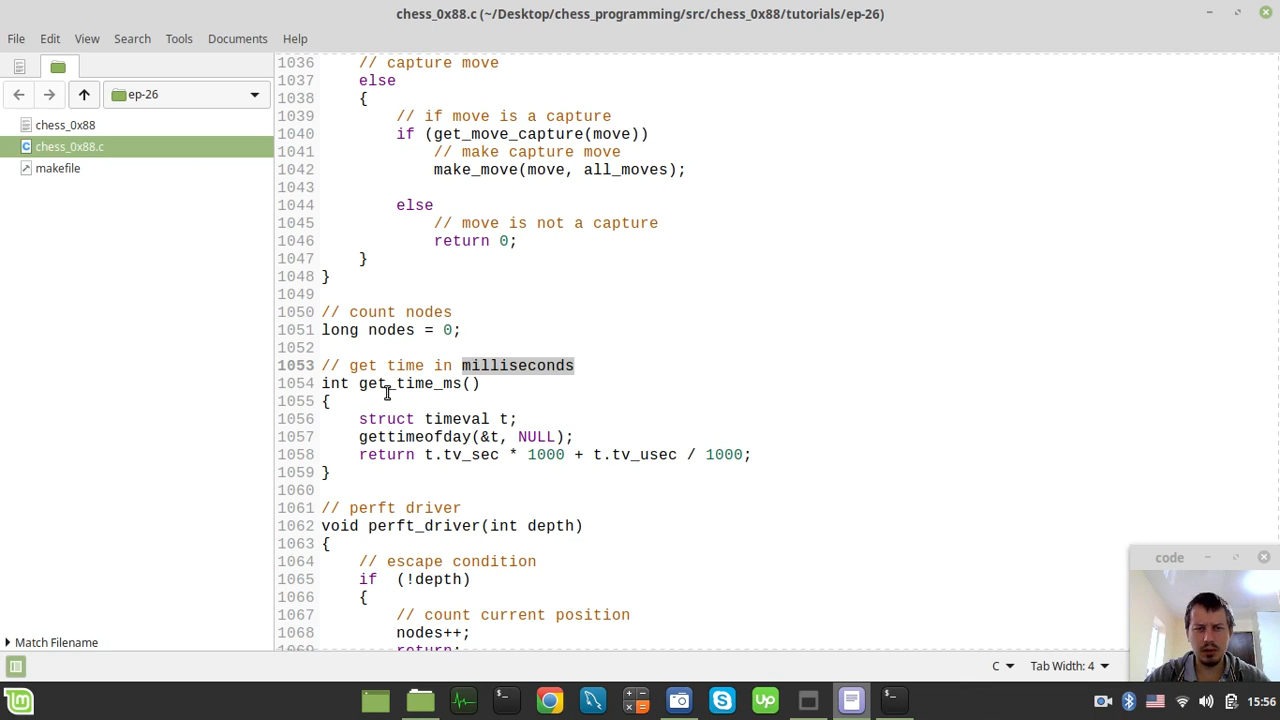 chess_0x88.c (~/Desktop/chess_programming/src/chess_0x88/tutorials/ep-26)
File Edit View Search Tools Documents Help
ep-26
chess_0x88
chess_0x88.c
makefile
Match Filename
1036 // capture move
1037 else
1038 {
1039 // if move is a capture
1040 if (get_move_capture(move))
1041 // make capture move
1042 make_move(move, all_moves);
1043
1044 else
1045 // move is not a capture
1046 return 0;
1047 }
1048 }
1049
1050 // count nodes
1051 long nodes = 0;
1052
1053 // get time in milliseconds
1054 int get_time_ms()
1055 {
1056 struct timeval t;
1057 gettimeofday(&t, NULL);
1058 return t.tv_sec * 1000 + t.tv_usec / 1000;
1059 }
1060
1061 // perft driver
1062 void perft_driver(int depth)
1063 {
1064 // escape condition
1065 if (!depth)
1066 {
1067 // count current position
1068 nodes++;
1069 return;
code
C Tab Width: 4
15:56